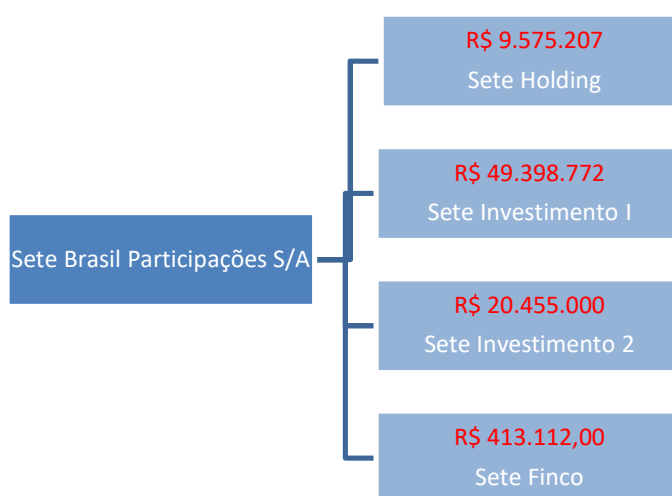 R$ 9.575.207
Sete Holding
R$ 49.398.772
Sete Investimento I
Sete Brasil Participações S/A
R$ 20.455.000
Sete Investimento 2
R$ 413.112,00
Sete Finco